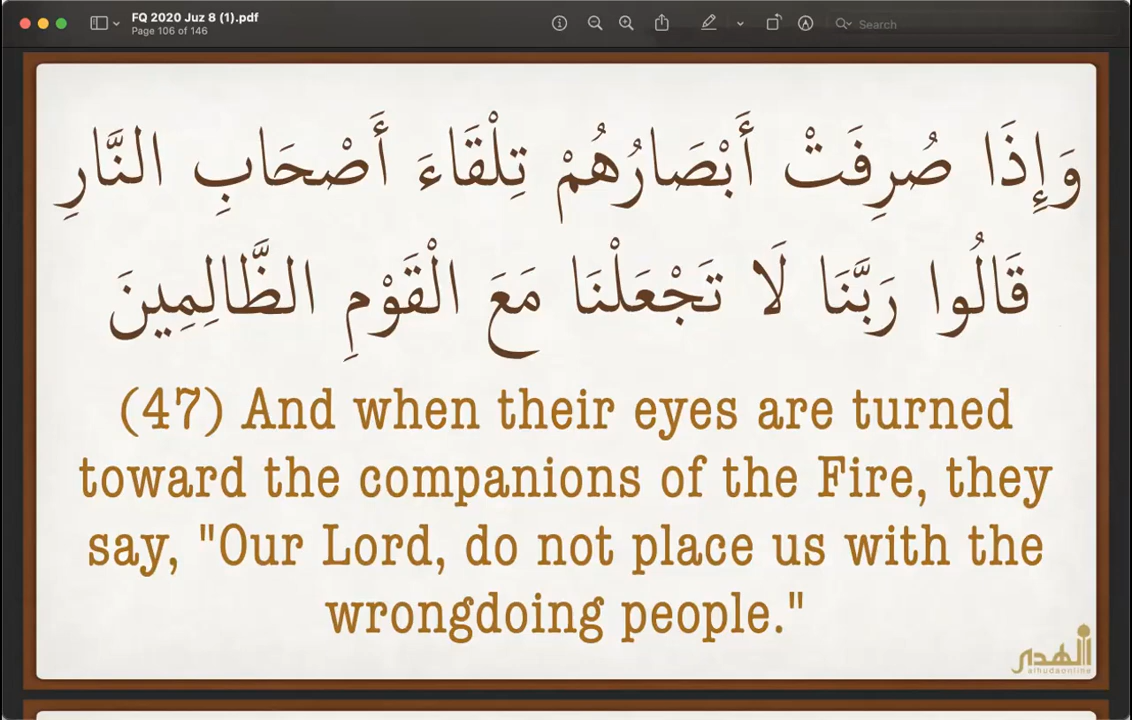 FQ 2020 Juz 8 (1).pdf
Page 106 of 146
Search
وَإِذَا صُرِفَتْ أَبْصَارُهُمْ تِلْقَاءَ أَصْحَابِ النَّارِ
قَالُوا رَبَّنَا لَا تَجْعَلْنَا مَعَ الْقَوْمِ الظَّالِمِينَ
(47) And when their eyes are turned
toward the companions of the Fire, they
say, "Our Lord, do not place us with the
wrongdoing people."
الهدى
alhudaonline